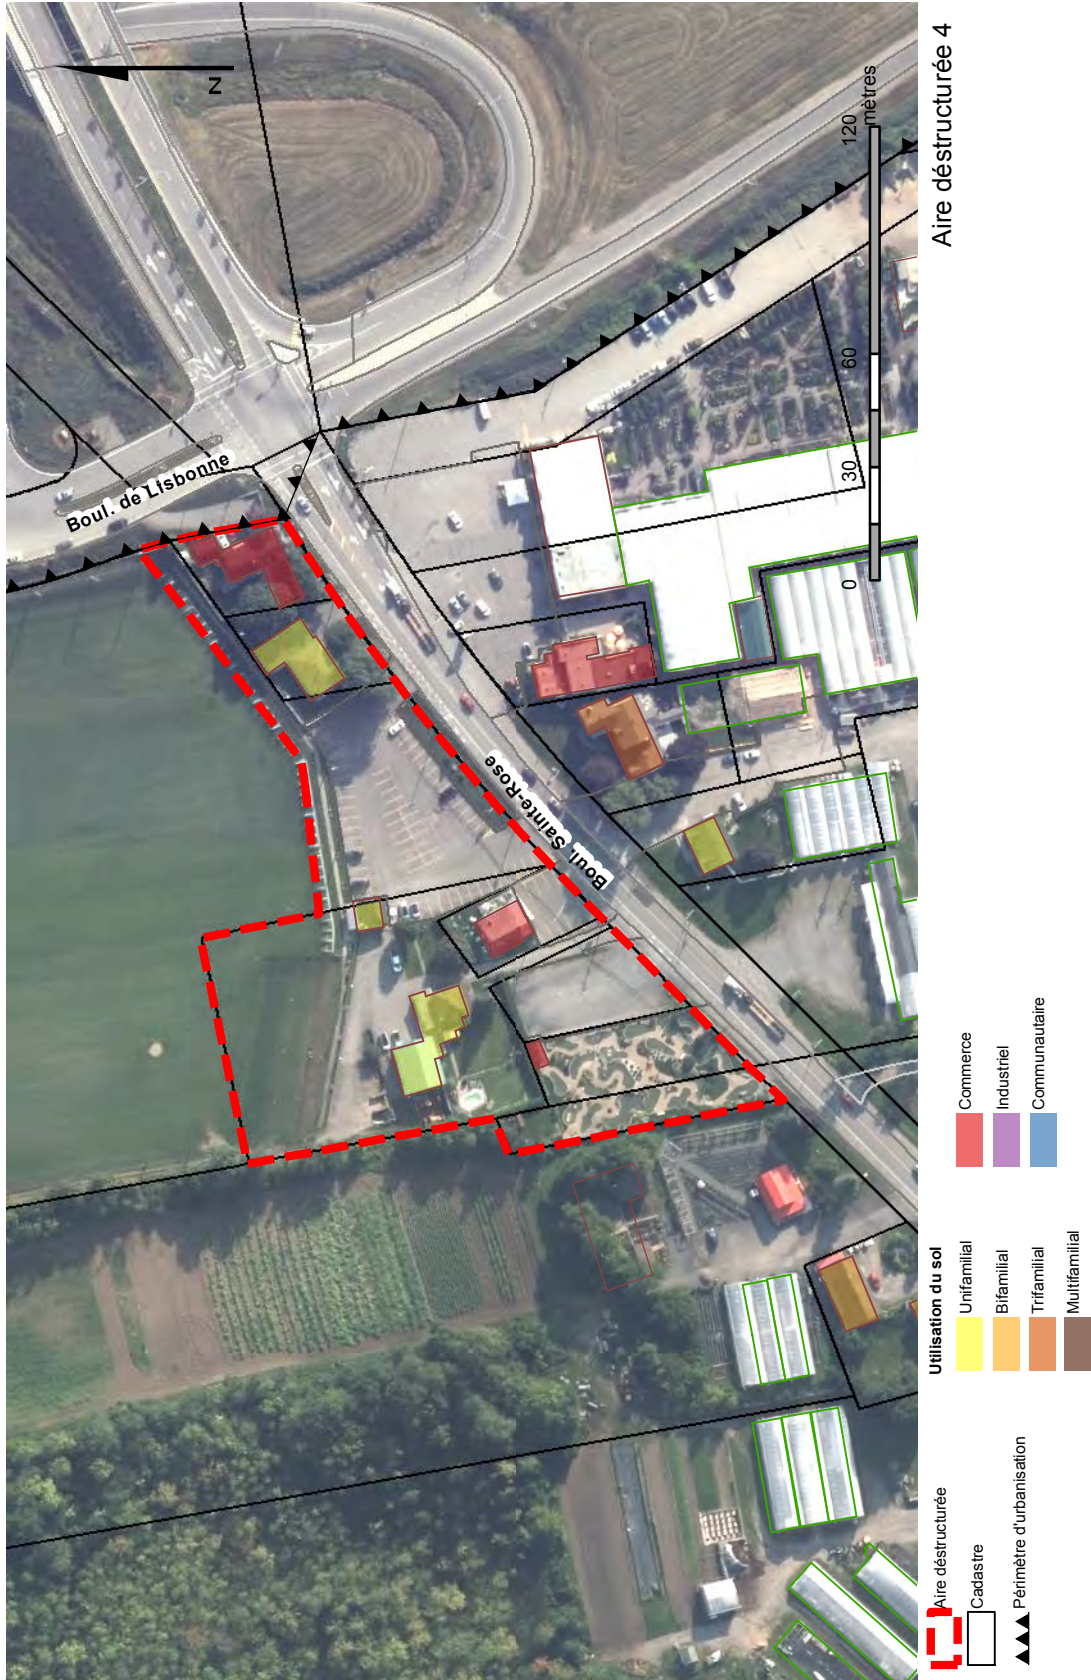 N
Boul. de Lisbonne
Boul. Sainte-Rose
0 30 60 120
mètres
Aire déstructurée 4
Aire déstructurée
Cadastre
Périmètre d'urbanisation
Utilisation du sol
Unifamilial
Bifamilial
Trifamilial
Multifamilial
Commerce
Industriel
Communautaire